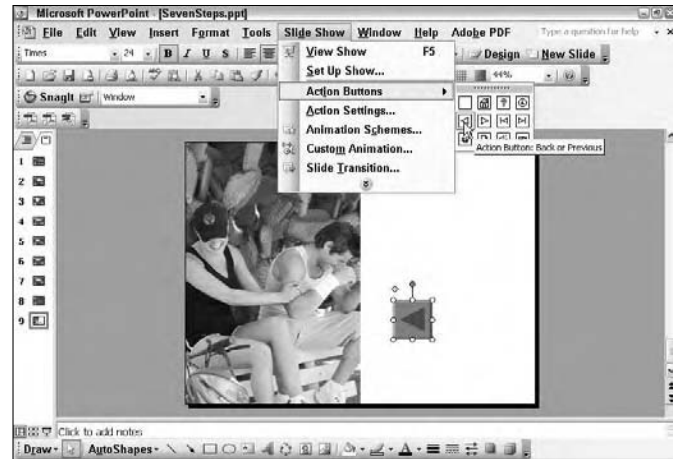 Microsoft PowerPoint - [SevenSteps.ppt]
File Edit View Insert Format Tools Slide Show Window Help Adobe PDF Type a question for help
Times 24 B I U S Design New Slide
44%
SnagIt Window
View Show F5
Set Up Show...
Action Buttons
Action Settings...
Animation Schemes...
Custom Animation...
Slide Transition...
Action Button: Back or Previous
1
2
3
4
5
6
7
8
9
Click to add notes
Draw AutoShapes A